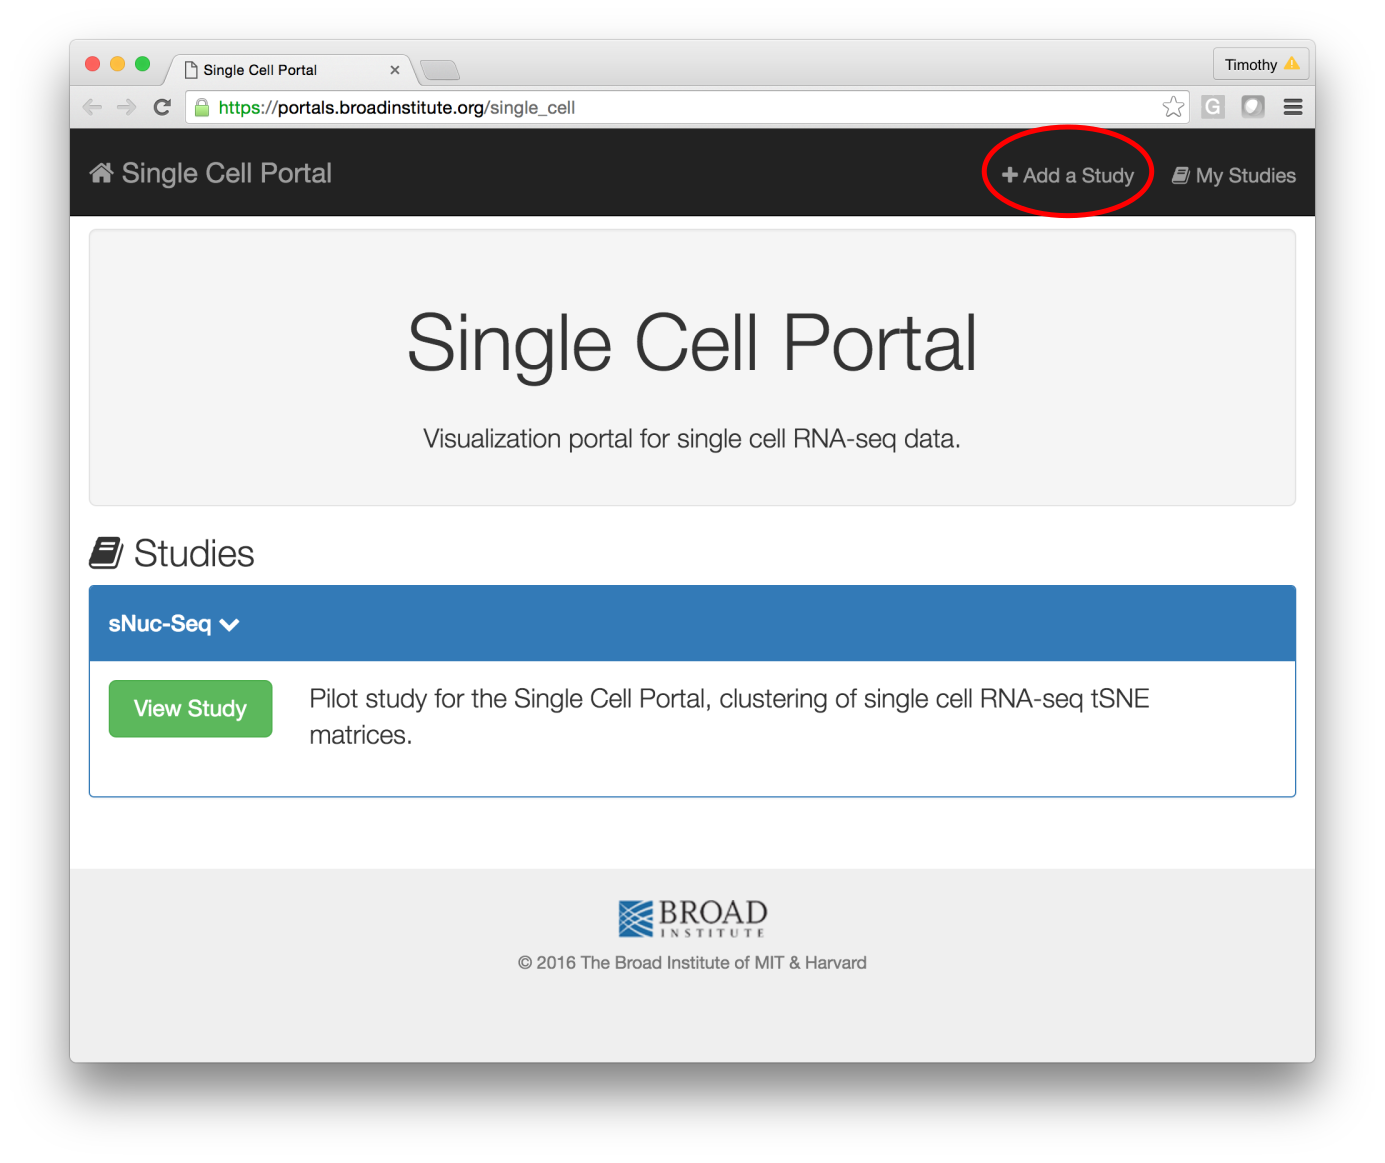 Single Cell Portal
Timothy
https://portals.broadinstitute.org/single_cell
G
Single Cell Portal
Add a Study
My Studies
Single Cell Portal
Visualization portal for single cell RNA-seq data.
Studies
sNuc-Seq
View Study
Pilot study for the Single Cell Portal, clustering of single cell RNA-seq tSNE
matrices.
BROAD
INSTITUTE
© 2016 The Broad Institute of MIT & Harvard